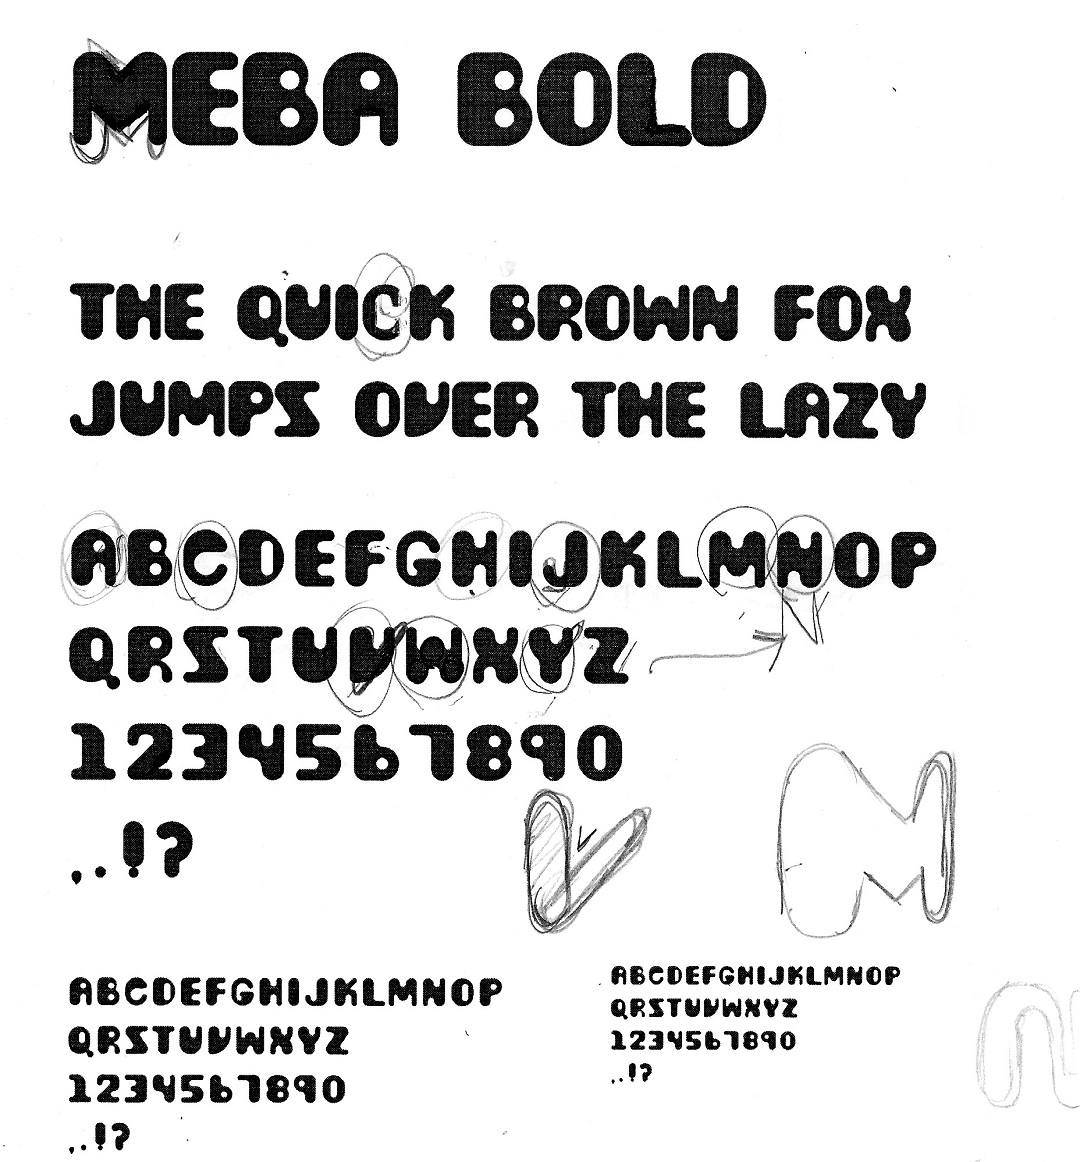 MEBA BOLD
THE QUICK BROWN FOX
JUMPS OVER THE LAZY
ABCDEFGHIJKLMNOP
QRSTUVWXYZ
1234567890
,.!?
V
M
ABCDEFGHIJKLMNOP
QRSTUVWXYZ
1234567890
,.!?
ABCDEFGHIJKLMNOP
QRSTUVWXYZ
1234567890
,.!?